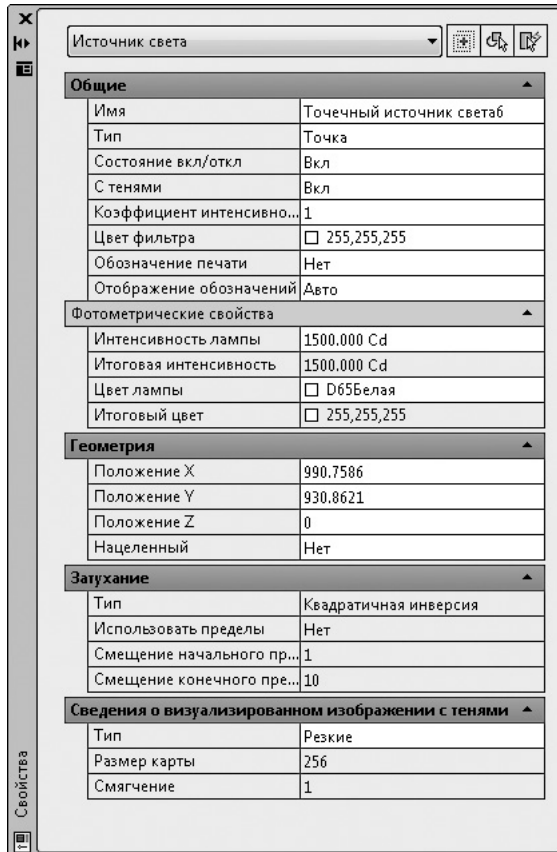 Источник света
Общие
Имя Точечный источник света6
Тип Точка
Состояние вкл/откл Вкл
С тенями Вкл
Коэффициент интенсивно... 1
Цвет фильтра 255,255,255
Обозначение печати Нет
Отображение обозначений Авто
Фотометрические свойства
Интенсивность лампы 1500.000 Cd
Итоговая интенсивность 1500.000 Cd
Цвет лампы D65Белая
Итоговый цвет 255,255,255
Геометрия
Положение X 990.7586
Положение Y 930.8621
Положение Z 0
Нацеленный Нет
Затухание
Тип Квадратичная инверсия
Использовать пределы Нет
Смещение начального пр... 1
Смещение конечного пре... 10
Сведения о визуализированном изображении с тенями
Тип Резкие
Размер карты 256
Смягчение 1
Свойства